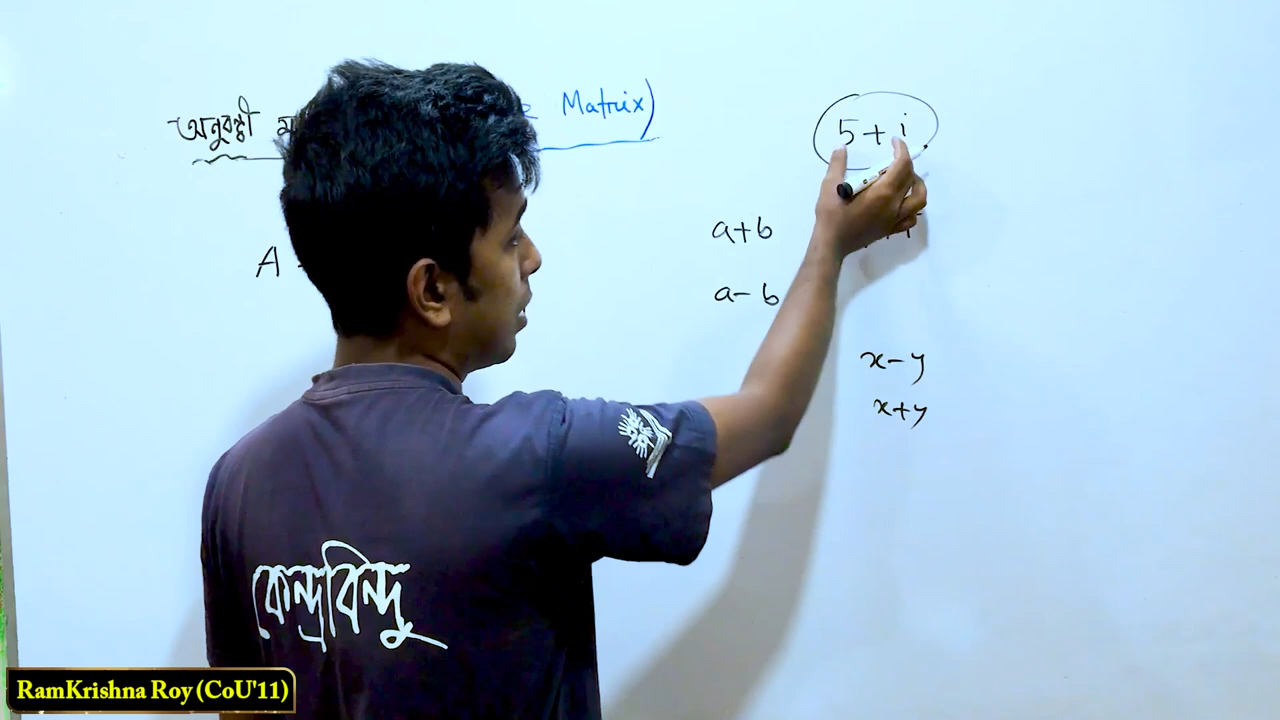 অনুবন্ধী ম
Matrix)
A
5 + i
a+b
a-b
x-y
x+y
কেন্দ্রবিন্দু
RamKrishna Roy (CoU'11)